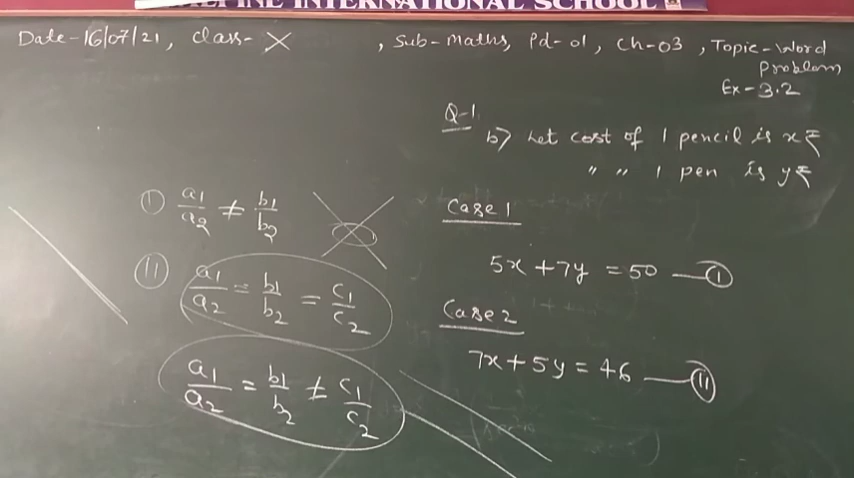 INTERNATIONAL SCHOOL
Date-16/07/21, class-X, Sub-Maths, Pd-01, Ch-03, Topic-Word
Problem
Ex-3.2
Q-1
b) Let cost of 1 pencil is x₹
" " 1 pen is y₹
① a1/a2 ≠ b1/b2
Case 1
5x + 7y = 50 —①
Ⅱ a1/a2 = b1/b2 = c1/c2
Case 2
7x + 5y = 46 —Ⅱ
a1/a2 = b1/b2 ≠ c1/c2